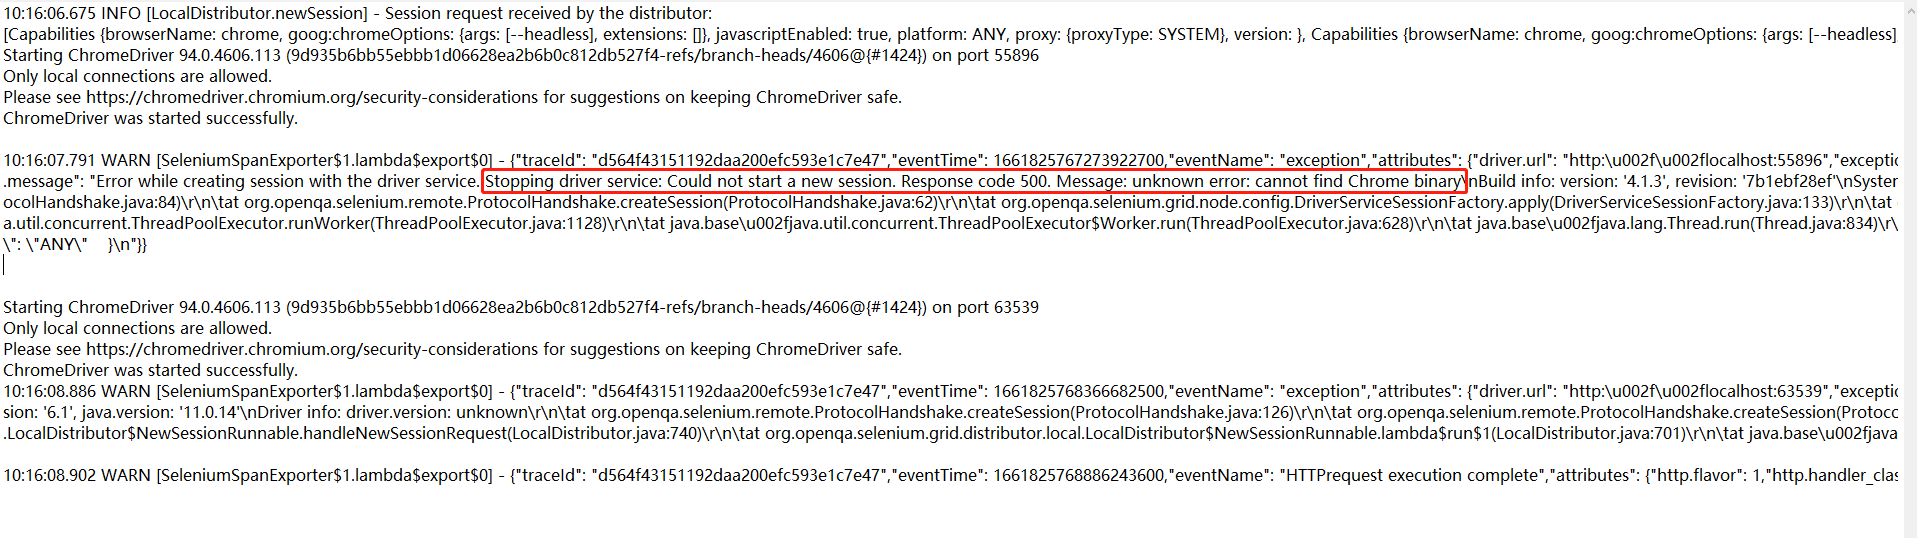 10:16:06.675 INFO [LocalDistributor.newSession] - Session request received by the distributor:
[Capabilities {browserName: chrome, goog:chromeOptions: {args: [--headless], extensions: []}, javascriptEnabled: true, platform: ANY, proxy: {proxyType: SYSTEM}, version: }, Capabilities {browserName: chrome, goog:chromeOptions: {args: [--headless],
Starting ChromeDriver 94.0.4606.113 (9d935b6bb55ebbb1d06628ea2b6b0c812db527f4-refs/branch-heads/4606@{#1424}) on port 55896
Only local connections are allowed.
Please see https://chromedriver.chromium.org/security-considerations for suggestions on keeping ChromeDriver safe.
ChromeDriver was started successfully.
10:16:07.791 WARN [SeleniumSpanExporter$1.lambda$export$0] - {"traceId": "d564f43151192daa200efc593e1c7e47","eventTime": 1661825767273922700,"eventName": "exception","attributes": {"driver.url": "http:\u002f\u002flocalhost:55896","exceptio
.message": "Error while creating session with the driver service. Stopping driver service: Could not start a new session. Response code 500. Message: unknown error: cannot find Chrome binary\nBuild info: version: '4.1.3', revision: '7b1ebf28ef'\nSystem
ocolHandshake.java:84)\r\n\tat org.openqa.selenium.remote.ProtocolHandshake.createSession(ProtocolHandshake.java:62)\r\n\tat org.openqa.selenium.grid.node.config.DriverServiceSessionFactory.apply(DriverServiceSessionFactory.java:133)\r\n\tat
a.util.concurrent.ThreadPoolExecutor.runWorker(ThreadPoolExecutor.java:1128)\r\n\tat java.base\u002fjava.util.concurrent.ThreadPoolExecutor$Worker.run(ThreadPoolExecutor.java:628)\r\n\tat java.base\u002fjava.lang.Thread.run(Thread.java:834)\r\
\": \"ANY\" }\n"}}
Starting ChromeDriver 94.0.4606.113 (9d935b6bb55ebbb1d06628ea2b6b0c812db527f4-refs/branch-heads/4606@{#1424}) on port 63539
Only local connections are allowed.
Please see https://chromedriver.chromium.org/security-considerations for suggestions on keeping ChromeDriver safe.
ChromeDriver was started successfully.
10:16:08.886 WARN [SeleniumSpanExporter$1.lambda$export$0] - {"traceId": "d564f43151192daa200efc593e1c7e47","eventTime": 1661825768366682500,"eventName": "exception","attributes": {"driver.url": "http:\u002f\u002flocalhost:63539","exceptio
sion: '6.1', java.version: '11.0.14'\nDriver info: driver.version: unknown\r\n\tat org.openqa.selenium.remote.ProtocolHandshake.createSession(ProtocolHandshake.java:126)\r\n\tat org.openqa.selenium.remote.ProtocolHandshake.createSession(Protoco
.LocalDistributor$NewSessionRunnable.handleNewSessionRequest(LocalDistributor.java:740)\r\n\tat org.openqa.selenium.grid.distributor.local.LocalDistributor$NewSessionRunnable.lambda$run$1(LocalDistributor.java:701)\r\n\tat java.base\u002fjava
10:16:08.902 WARN [SeleniumSpanExporter$1.lambda$export$0] - {"traceId": "d564f43151192daa200efc593e1c7e47","eventTime": 1661825768886243600,"eventName": "HTTPrequest execution complete","attributes": {"http.flavor": 1,"http.handler_clas